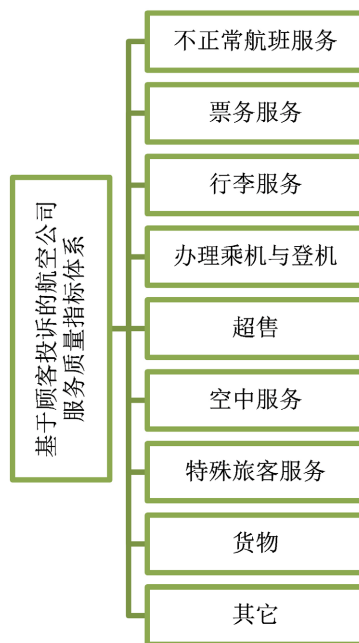 基于顾客投诉的航空公司
服务质量指标体系
不正常航班服务
票务服务
行李服务
办理乘机与登机
超售
空中服务
特殊旅客服务
货物
其它